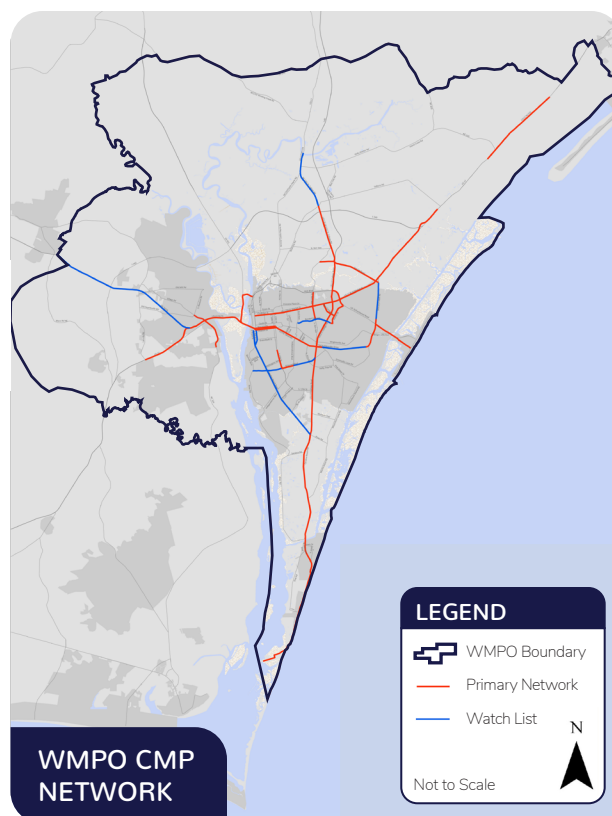 LEGEND
WMPO Boundary
Primary Network
Watch List
N
Not to Scale
WMPO CMP
NETWORK